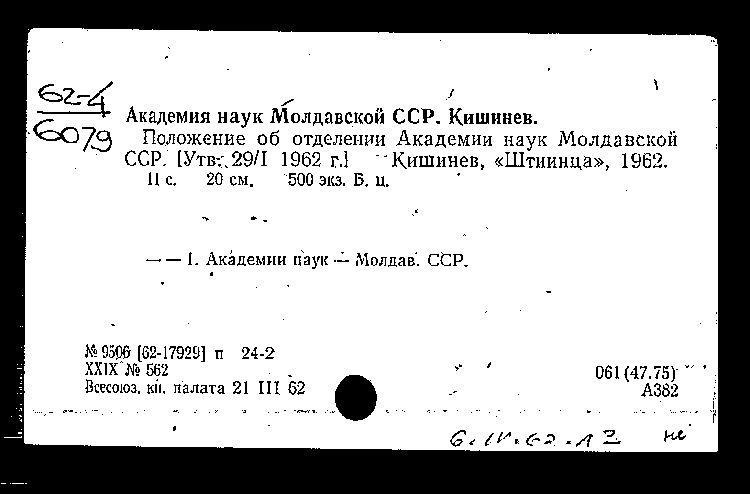 62-4
6079
Академия наук Молдавской ССР. Кишинев.
Положение об отделении Академии наук Молдавской
ССР. [Утв. 29/I 1962 г.] Кишинев, «Штиинца», 1962.
11 с. 20 см. 500 экз. Б. ц.
— — 1. Академии наук — Молдав. ССР.
№ 9506 [62-17929] п 24-2
XXIX № 562
Всесоюз. кн. палата 21 III 62
061 (47.75)
А382
6.IV.62.
не